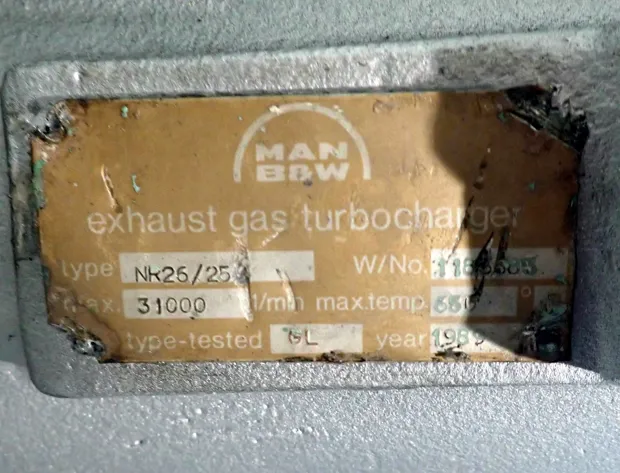 MAN
B&W
exhaust gas turbocharger
type NR26/25 W/No.
max. 31000 1/min max.temp. °
type-tested GL year